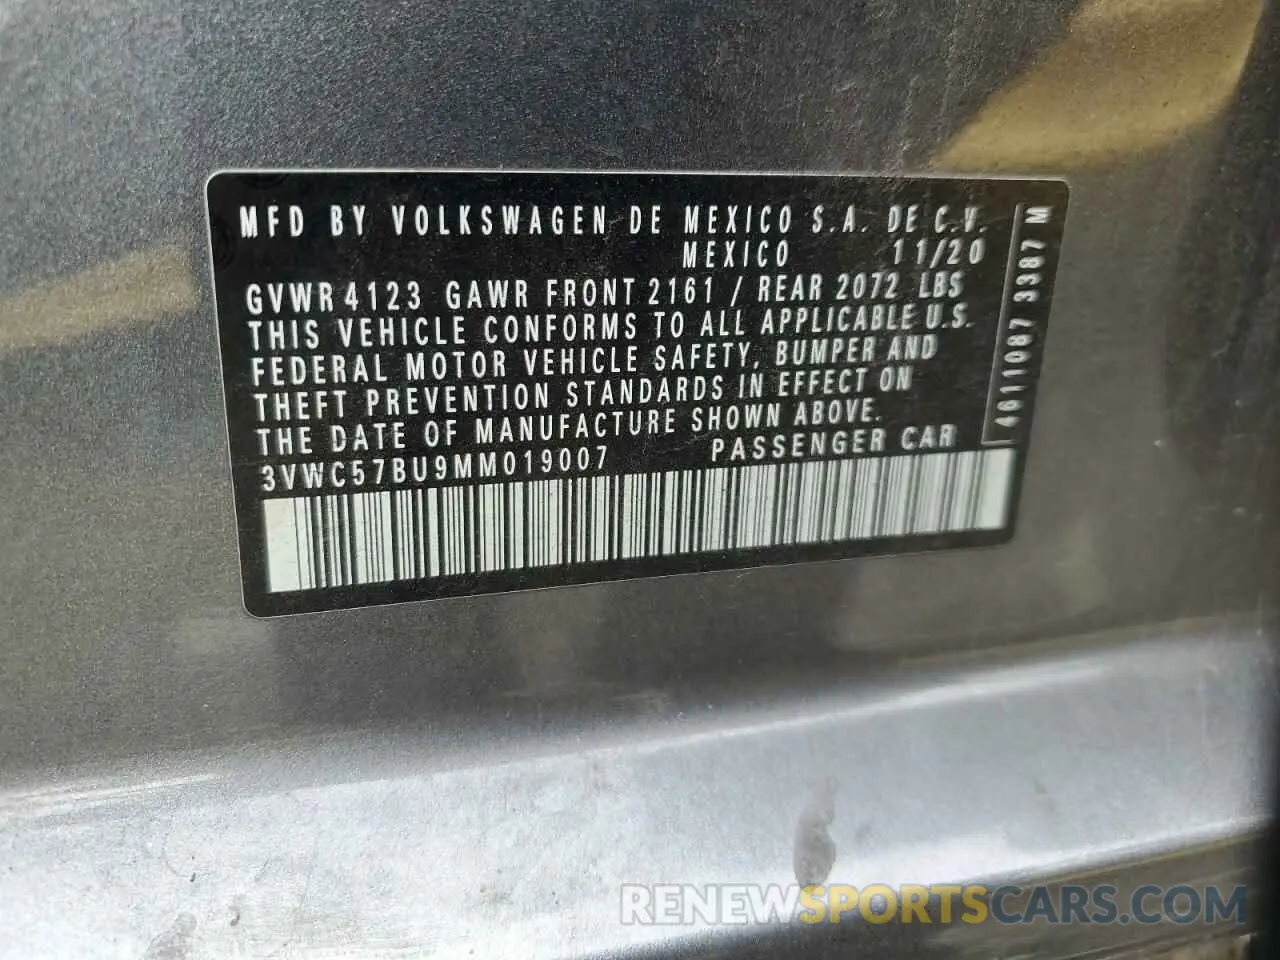 MFD BY VOLKSWAGEN DE MEXICO S.A. DE C.V.
MEXICO 11/20
GVWR 4123 GAWR FRONT 2161 / REAR 2072 LBS
THIS VEHICLE CONFORMS TO ALL APPLICABLE U.S.
FEDERAL MOTOR VEHICLE SAFETY, BUMPER AND
THEFT PREVENTION STANDARDS IN EFFECT ON
THE DATE OF MANUFACTURE SHOWN ABOVE.
3VWC57BU9MM019007 PASSENGER CAR
4611087 3387 M
RENEWSPORTSCARS.COM